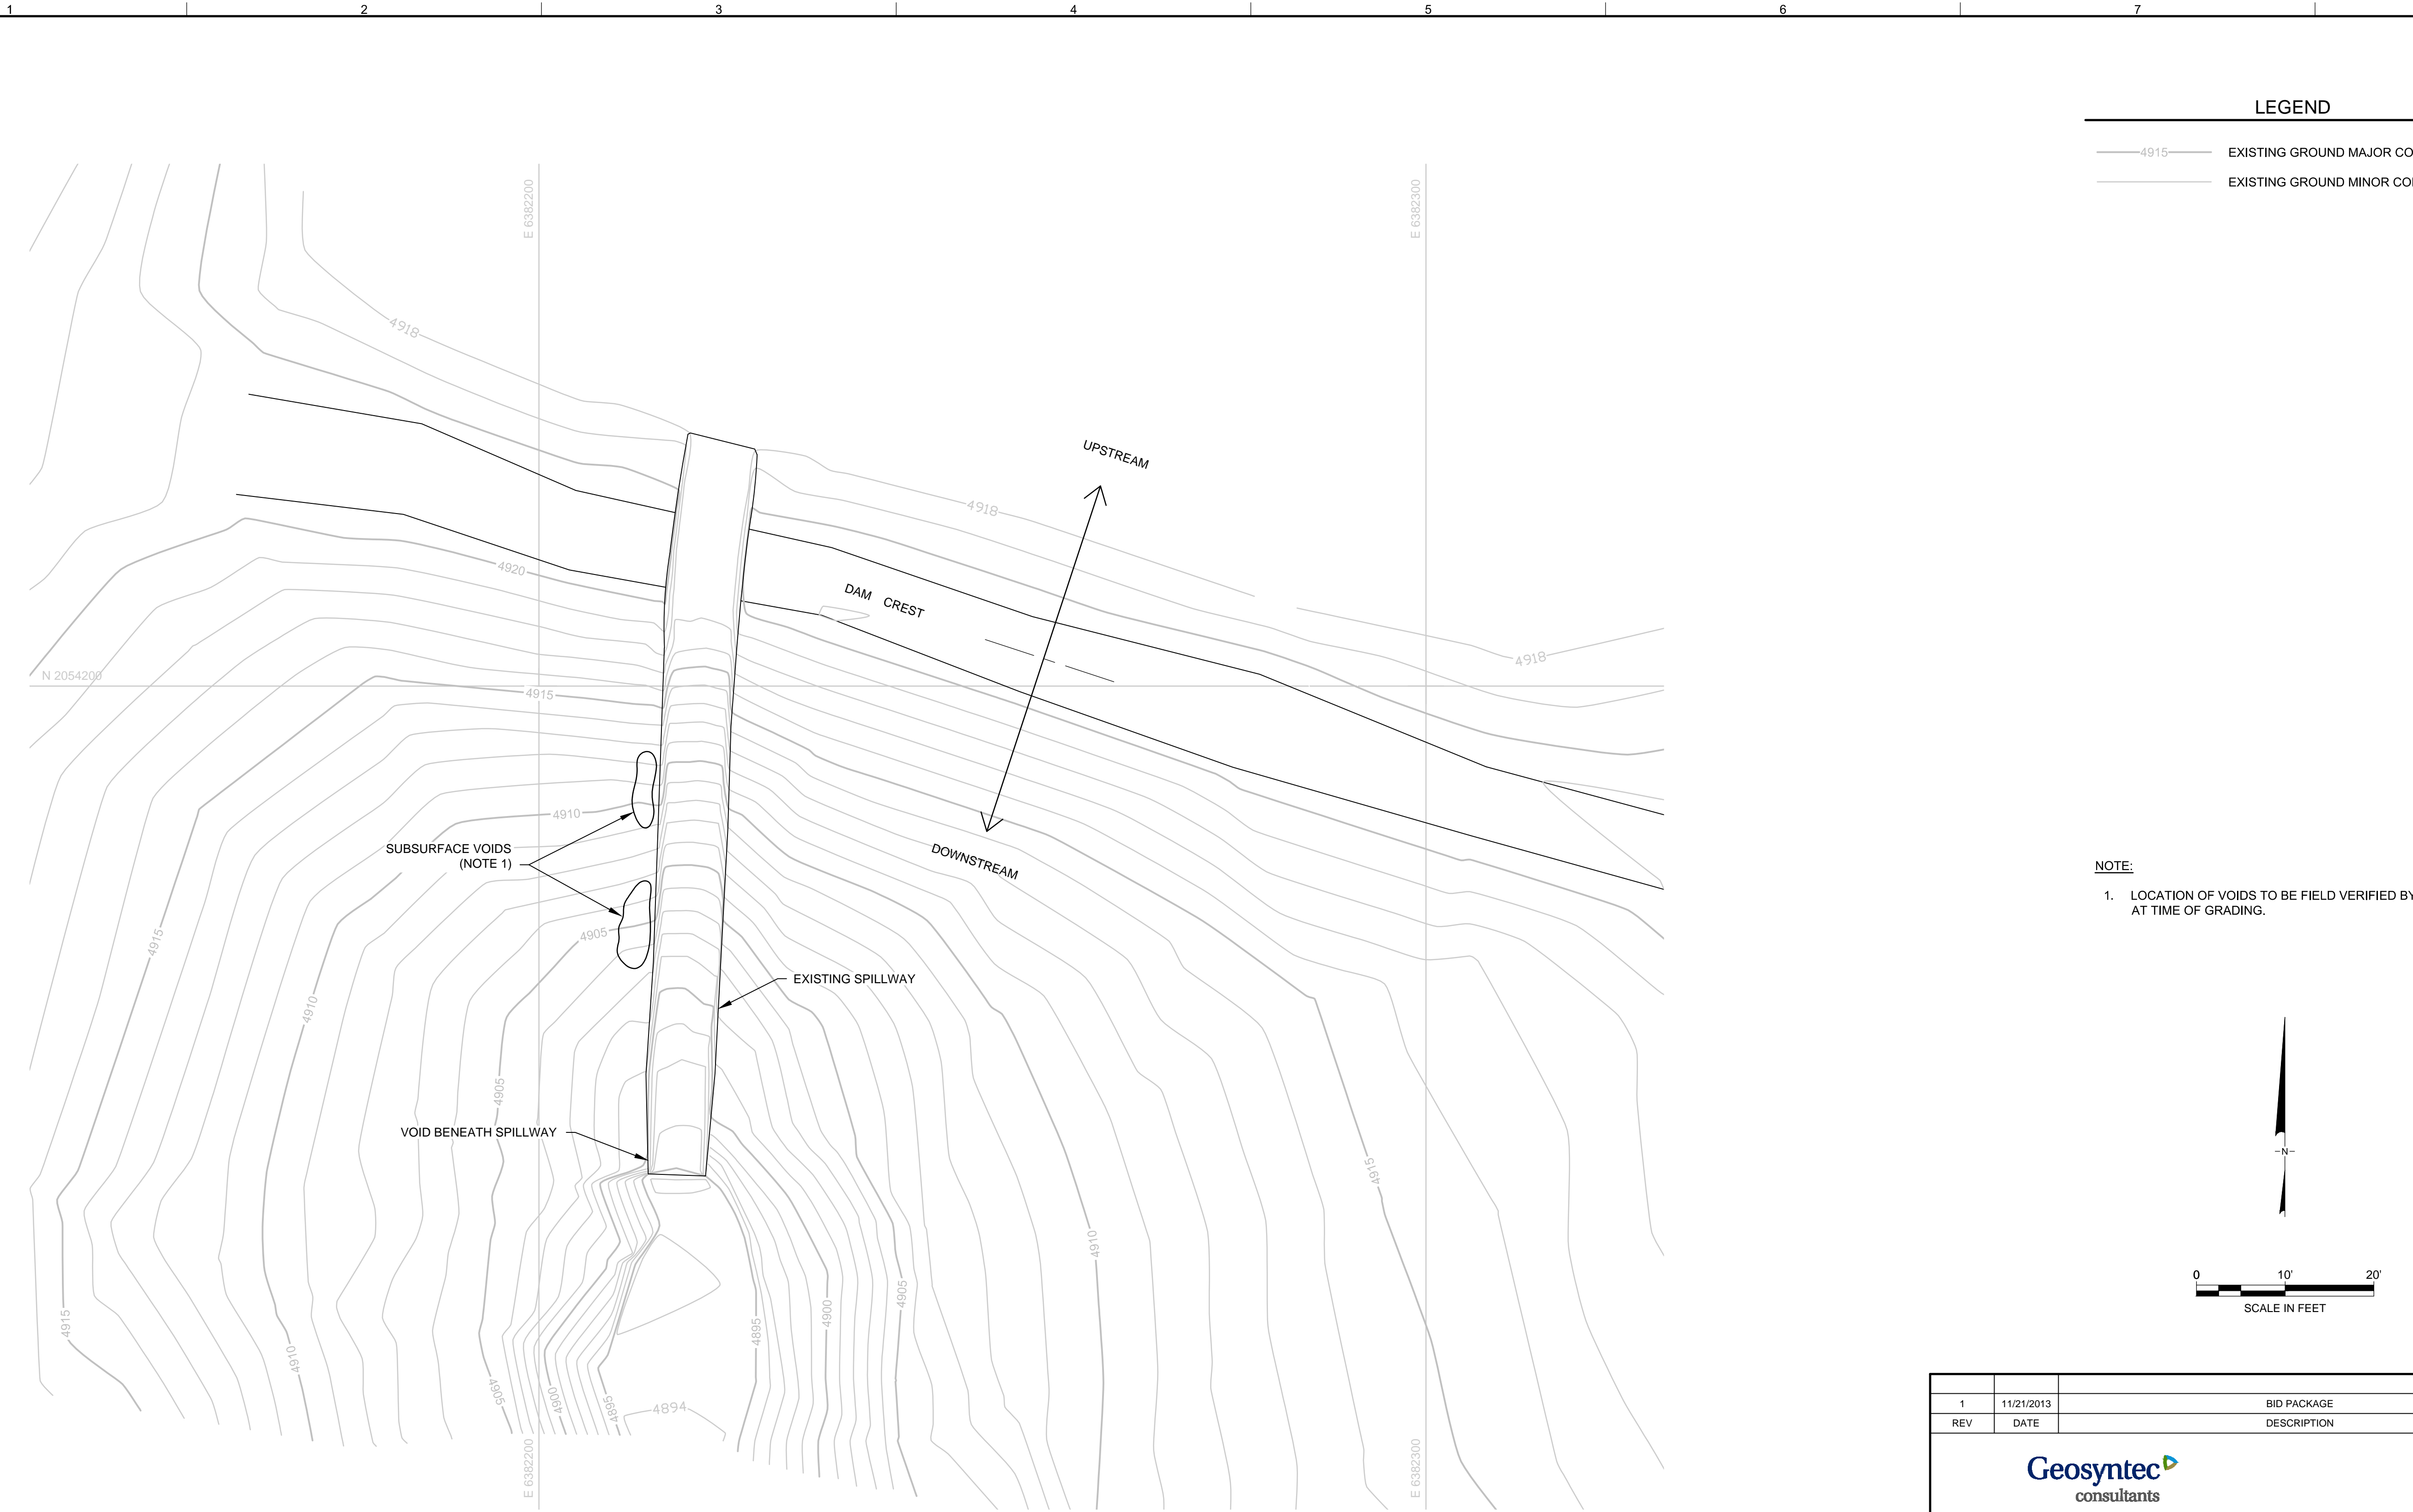 1 2 3 4 5 6 7
LEGEND
4915 EXISTING GROUND MAJOR CO
EXISTING GROUND MINOR CO
E 6382200
E 6382300
4918
UPSTREAM
4918
4920
DAM CREST
4918
N 2054200
4915
4910
SUBSURFACE VOIDS
(NOTE 1)
DOWNSTREAM
NOTE:
1. LOCATION OF VOIDS TO BE FIELD VERIFIED BY
AT TIME OF GRADING.
4905
4915
EXISTING SPILLWAY
4910
4905
VOID BENEATH SPILLWAY
-N-
4915
4910
0 10' 20'
SCALE IN FEET
4905
4900
4915
4895
4910
4905
4900
4895
4894
1 11/21/2013 BID PACKAGE
REV DATE DESCRIPTION
E 6382200
E 6382300
Geosyntec
consultants